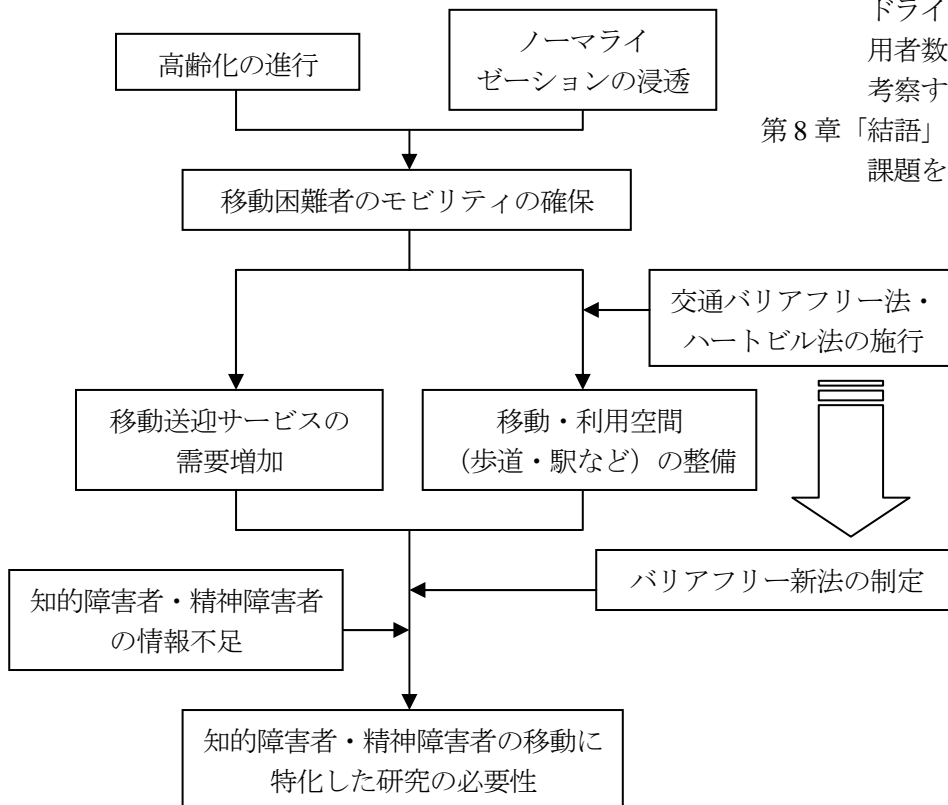 高齢化の進行
ノーマライ
ゼーションの浸透
移動困難者のモビリティの確保
交通バリアフリー法・
ハートビル法の施行
移動送迎サービスの
需要増加
移動・利用空間
（歩道・駅など）の整備
バリアフリー新法の制定
知的障害者・精神障害者
の情報不足
知的障害者・精神障害者の移動に
特化した研究の必要性
ドライ
用者数
考察す
第 8 章「結語」
課題を